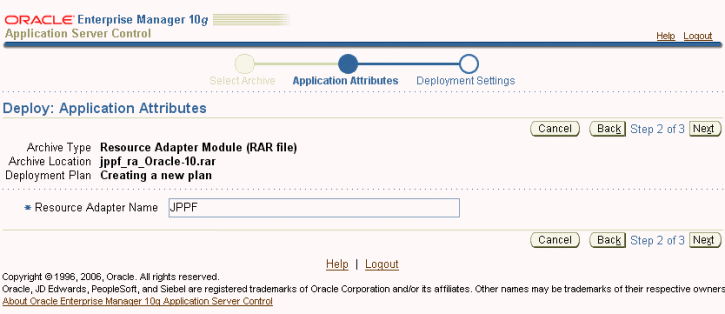 ORACLE Enterprise Manager 10g
Application Server Control
Help Logout
Select Archive Application Attributes Deployment Settings
Deploy: Application Attributes
Cancel Back Step 2 of 3 Next
Archive Type Resource Adapter Module (RAR file)
Archive Location jppf_ra_Oracle-10.rar
Deployment Plan Creating a new plan
* Resource Adapter Name JPPF
Cancel Back Step 2 of 3 Next
Help | Logout
Copyright © 1996, 2006, Oracle. All rights reserved.
Oracle, JD Edwards, PeopleSoft, and Siebel are registered trademarks of Oracle Corporation and/or its affiliates. Other names may be trademarks of their respective owners
About Oracle Enterprise Manager 10g Application Server Control